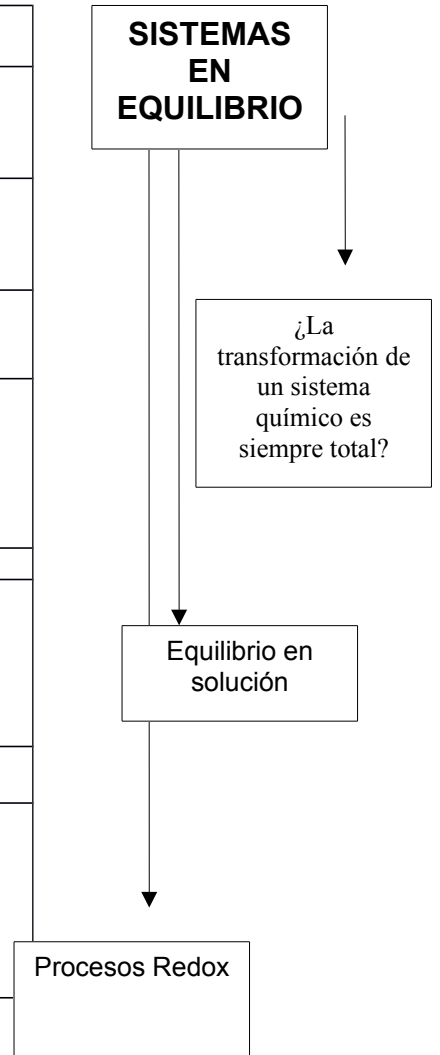 SISTEMAS
EN
EQUILIBRIO
¿La
transformación de
un sistema
químico es
siempre total?
Equilibrio en
solución
Procesos Redox